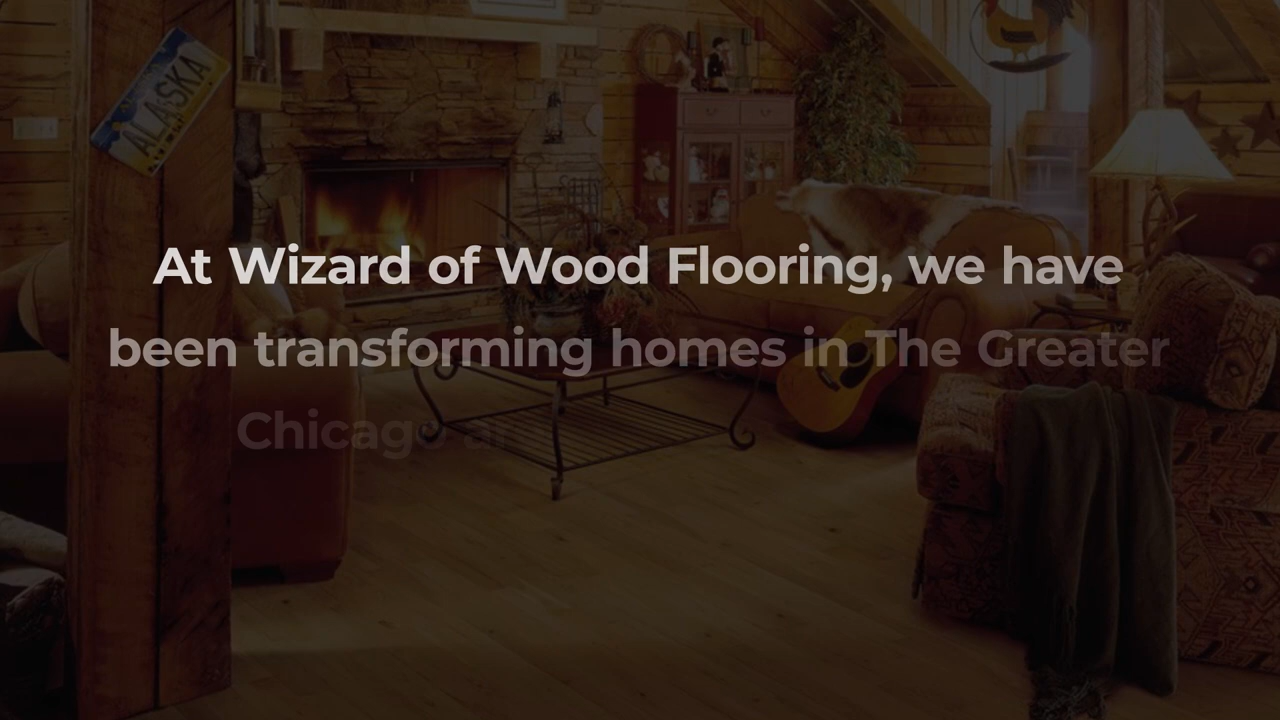 ALASKA
At Wizard of Wood Flooring, we have
been transforming homes in The Greater
Chicago